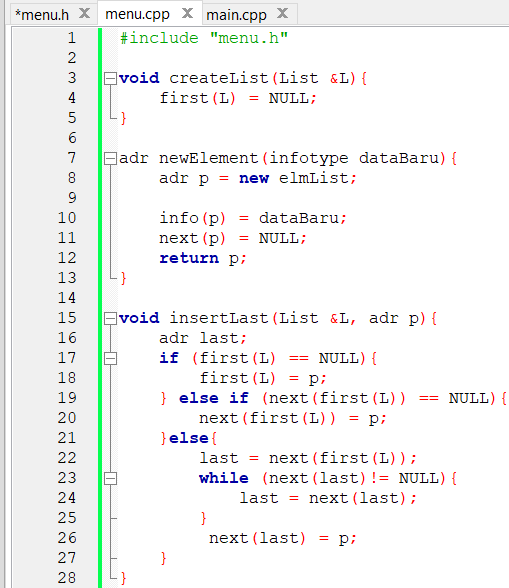 *menu.h X menu.cpp X main.cpp X
1 #include "menu.h"
2
3 void createList(List &L){
4     first(L) = NULL;
5 }
6
7 adr newElement(infotype dataBaru){
8     adr p = new elmList;
9
10     info(p) = dataBaru;
11     next(p) = NULL;
12     return p;
13 }
14
15 void insertLast(List &L, adr p){
16     adr last;
17     if (first(L) == NULL){
18         first(L) = p;
19     } else if (next(first(L)) == NULL){
20         next(first(L)) = p;
21     }else{
22         last = next(first(L));
23         while (next(last)!= NULL){
24             last = next(last);
25         }
26          next(last) = p;
27     }
28 }